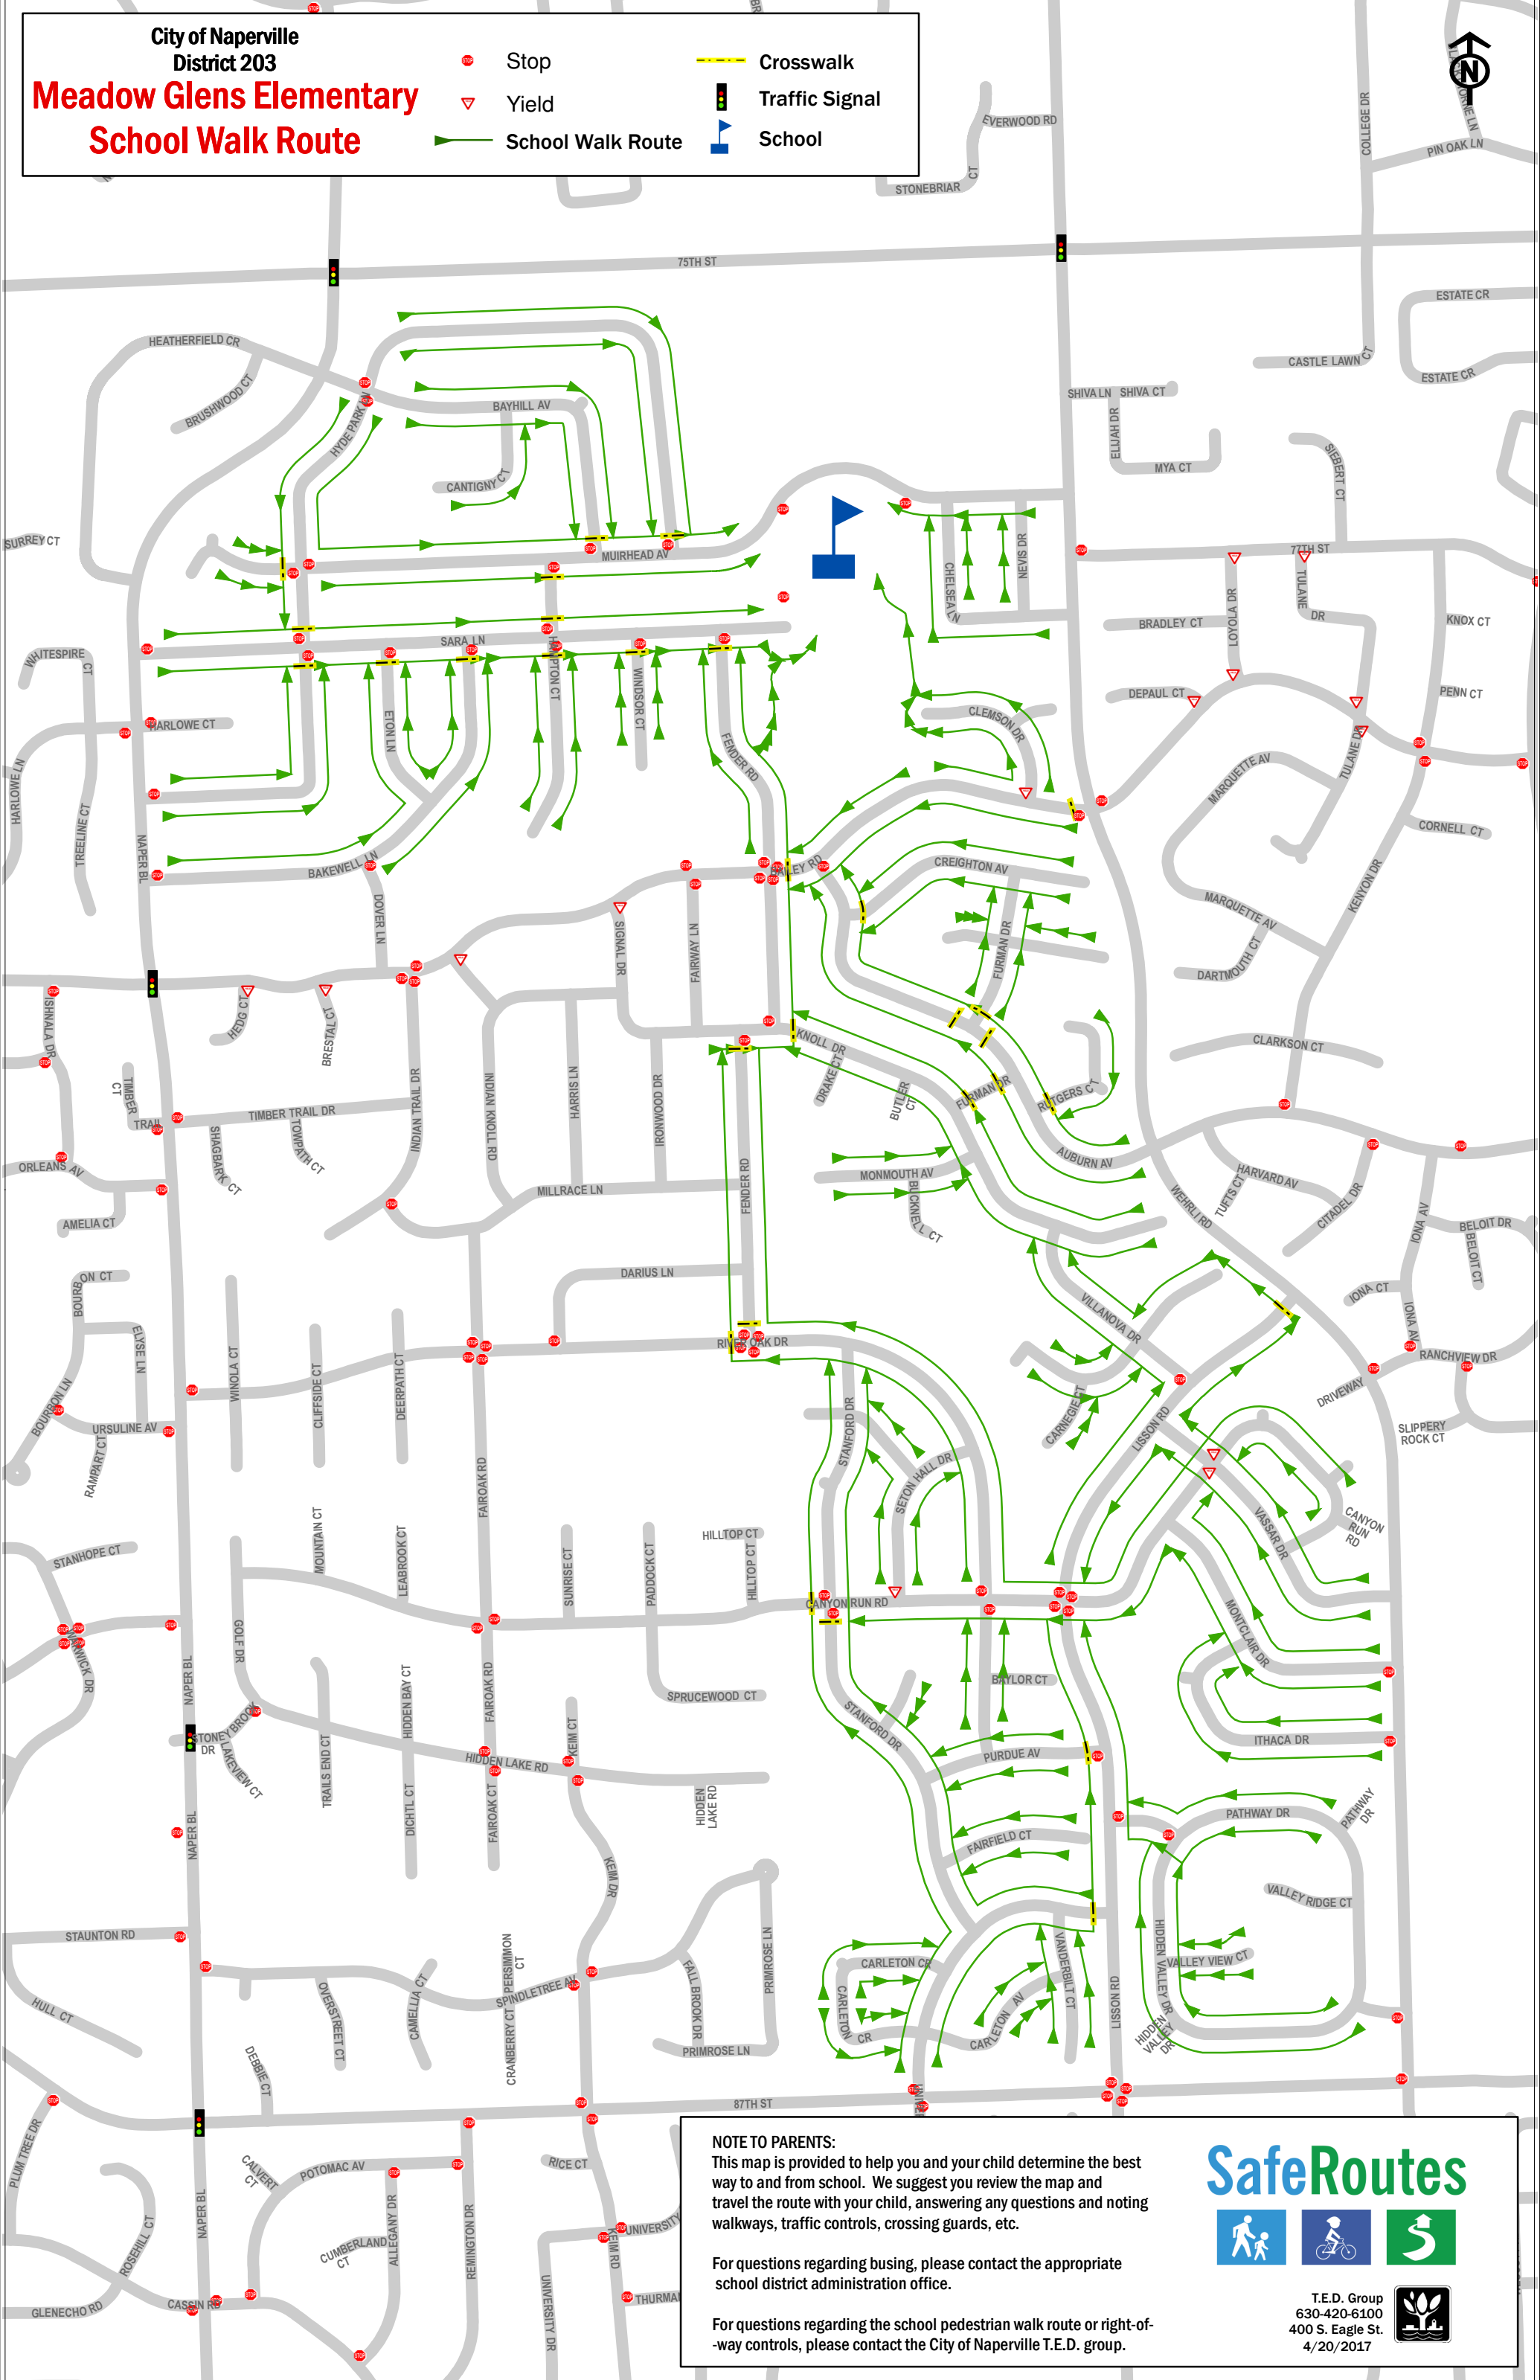 City of Naperville
District 203
Meadow Glens Elementary
School Walk Route
Stop
Yield
School Walk Route
Crosswalk
Traffic Signal
School
N
EVERWOOD RD
STONEBRIAR CT
COLLEGE DR
PIN OAK LN
75TH ST
ESTATE CR
CASTLE LAWN CT
ESTATE CR
HEATHERFIELD CR
BRUSHWOOD CT
HYDE PARK
BAYHILL AV
CANTIGNY CT
SHIVA LN
SHIVA CT
ELIJAH DR
MYA CT
SIEBERT CT
SURREY CT
MUIRHEAD AV
CHELSEA LN
NEVIS DR
77TH ST
TULANE DR
LOYOLA DR
BRADLEY CT
KNOX CT
DEPAUL CT
PENN CT
WHITESPIRE CT
SARA LN
HAMPTON CT
WINDSOR CT
ETON LN
HARLOWE CT
HARLOWE LN
TREELINE CT
NAPER BL
FENDER RD
CLEMSON DR
MARQUETTE AV
TULANE DR
CORNELL CT
KENYON DR
BAKEWELL LN
DOVER LN
BAILEY RD
CREIGHTON AV
FURMAN DR
MARQUETTE AV
DARTMOUTH CT
SIGNAL DR
FAIRWAY LN
ISHNALA DR
HEDG CT
BRESTAL CT
KNOLL DR
DRAKE CT
BUTLER CT
FURMAN DR
RUTGERS CT
CLARKSON CT
TIMBER CT
TRAIL
TIMBER TRAIL DR
SHAGBARK CT
TOWPATH CT
INDIAN TRAIL DR
INDIAN KNOLL RD
HARRIS LN
IRONWOOD DR
FENDER RD
MILLRACE LN
MONMOUTH AV
BUCKNELL CT
AUBURN AV
WEHRLI RD
TUFTS CT
HARVARD AV
CITADEL DR
IONA AV
BELOIT DR
BELOIT CT
IONA CT
IONA AV
ORLEANS AV
AMELIA CT
BOURBON CT
ELYSE LN
BOURBON LN
URSULINE AV
RAMPART CT
WINOLA CT
CLIFFSIDE CT
DEERPATH CT
DARIUS LN
RIVER OAK DR
VILLANOVA DR
CARNEGIE CT
LISSON RD
DRIVEWAY
RANCHVIEW DR
SLIPPERY
ROCK CT
STANFORD DR
SETON HALL DR
VASSAR DR
CANYON
RUN
RD
STANHOPE CT
MOUNTAIN CT
LEABROOK CT
FAIROAK RD
SUNRISE CT
PADDOCK CT
HILLTOP CT
HILLTOP CT
CANYON RUN RD
WARWICK DR
GOLF DR
NAPER BL
STONEY BROOK
DR
LAKEVIEW CT
TRAILS END CT
HIDDEN BAY CT
DICHTL CT
FAIROAK RD
FAIROAK CT
HIDDEN LAKE RD
KEIM CT
SPRUCEWOOD CT
HIDDEN
LAKE RD
BAYLOR CT
STANFORD DR
PURDUE AV
MONTCLAIR DR
ITHACA DR
FAIRFIELD CT
PATHWAY DR
PATHWAY
DR
VALLEY RIDGE CT
VALLEY VIEW CT
HIDDEN VALLEY DR
HIDDEN
VALLEY
DR
NAPER BL
STAUNTON RD
HULL CT
OVERSTREET CT
CAMELLIA CT
DEBBIE CT
SPINDLETREE AV
PERSIMMON
CT
CRANBERRY CT
KEIM DR
FALL BROOK DR
PRIMROSE LN
PRIMROSE LN
CARLETON CR
CARLETON
CR
CARLETON AV
VANDERBILT CT
LISSON RD
87TH ST
PLUM TREE DR
NAPER BL
CALVERT
CT
POTOMAC AV
ROSEHILL CT
CUMBERLAND
CT
ALLEGANY DR
REMINGTON DR
RICE CT
KEIM RD
UNIVERSITY
UNIVERSITY DR
GLENECHO RD
CASSIN RD
NOTE TO PARENTS:
This map is provided to help you and your child determine the best
way to and from school. We suggest you review the map and
travel the route with your child, answering any questions and noting
walkways, traffic controls, crossing guards, etc.
For questions regarding busing, please contact the appropriate
school district administration office.
For questions regarding the school pedestrian walk route or right-of-
-way controls, please contact the City of Naperville T.E.D. group.
SafeRoutes
T.E.D. Group
630-420-6100
400 S. Eagle St.
4/20/2017